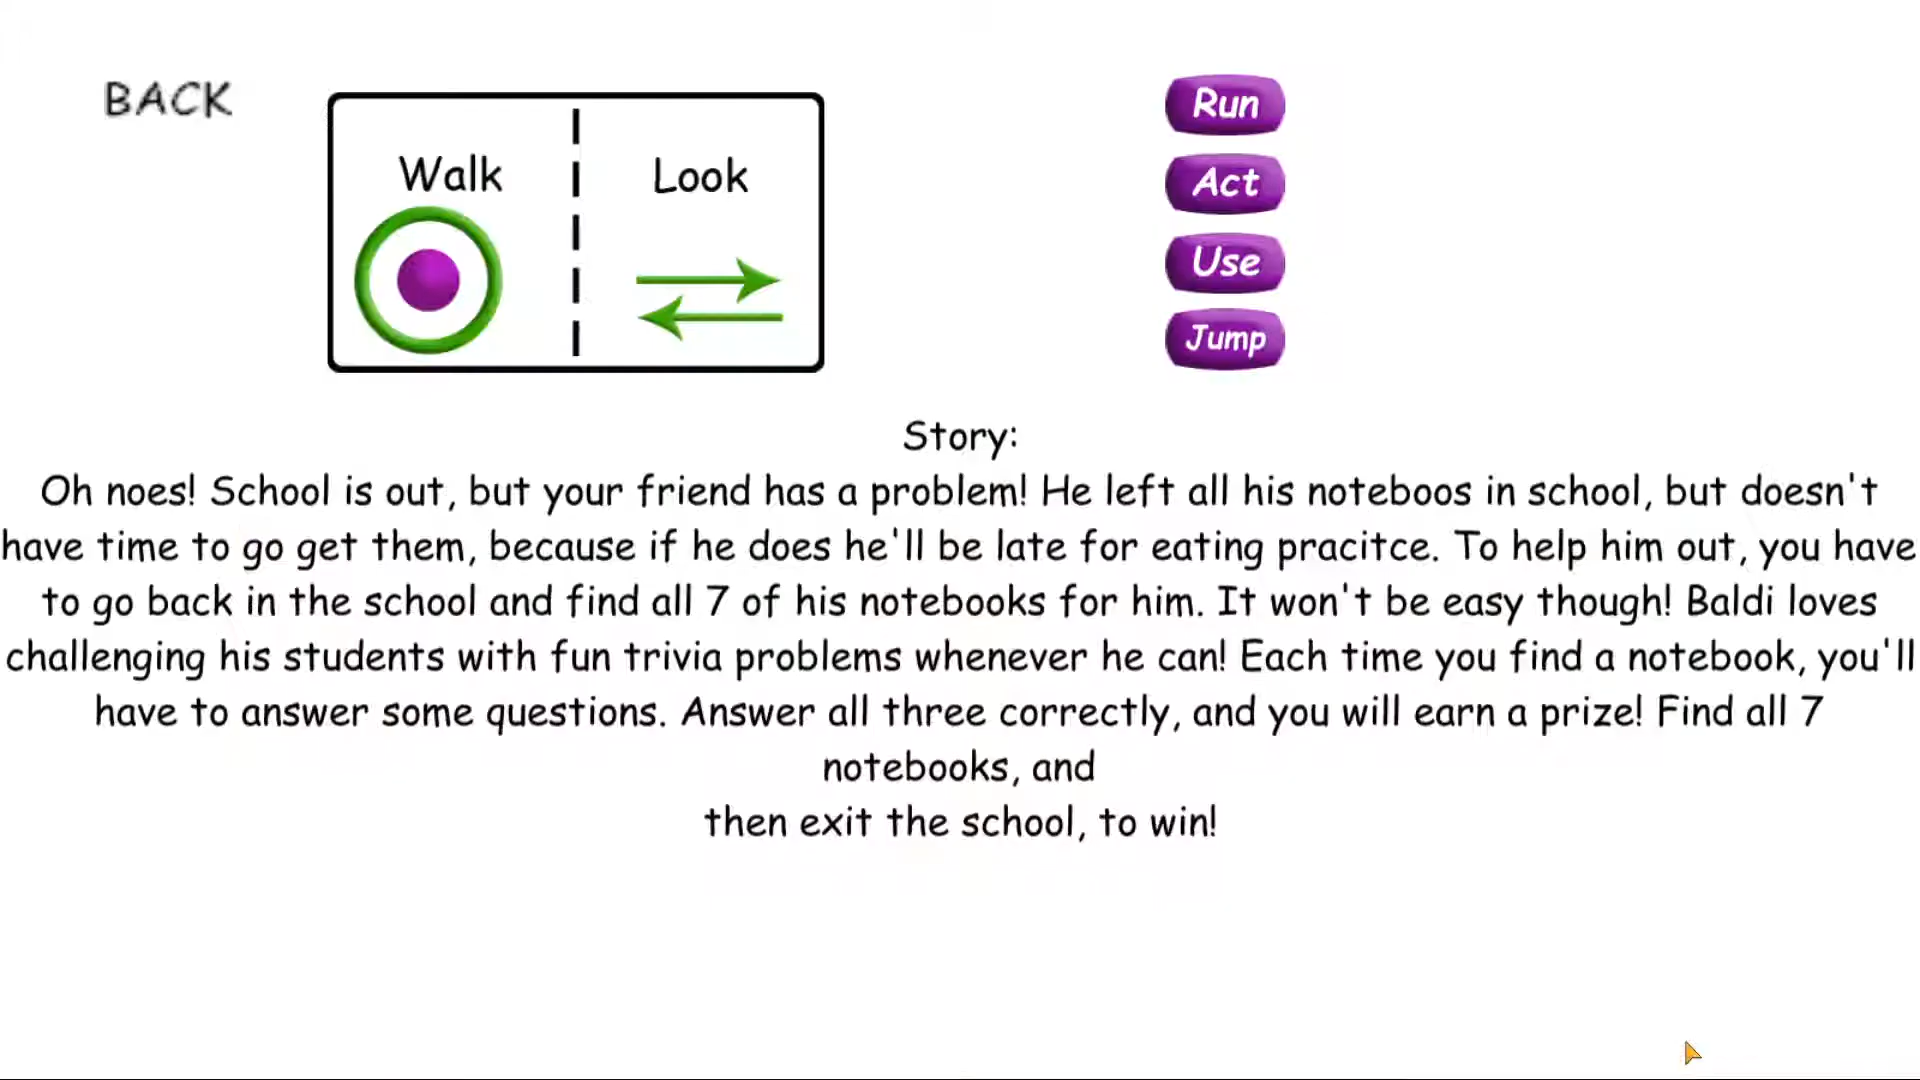 BACK
Walk
Look
Run
Act
Use
Jump
Story:
Oh noes! School is out, but your friend has a problem! He left all his noteboos in school, but doesn't
have time to go get them, because if he does he'll be late for eating pracitce. To help him out, you have
to go back in the school and find all 7 of his notebooks for him. It won't be easy though! Baldi loves
challenging his students with fun trivia problems whenever he can! Each time you find a notebook, you'll
have to answer some questions. Answer all three correctly, and you will earn a prize! Find all 7
notebooks, and
then exit the school, to win!